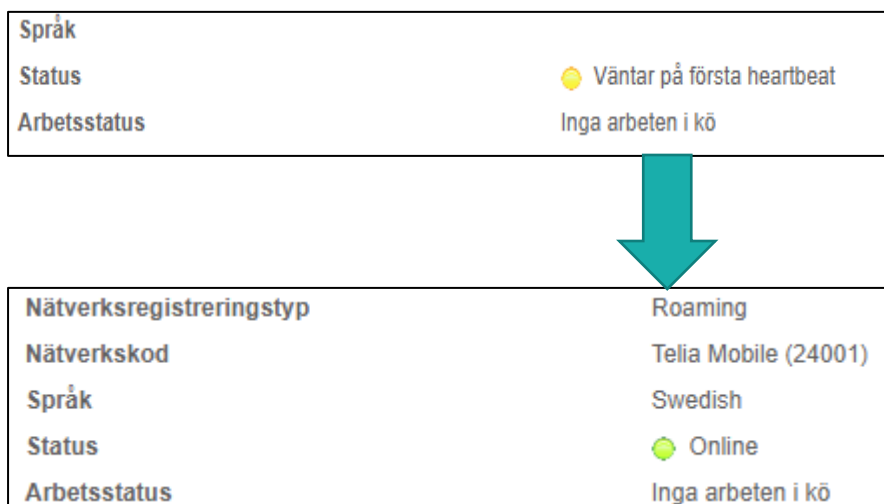 Språk
Status Väntar på första heartbeat
Arbetsstatus Inga arbeten i kö
Nätverksregistreringstyp Roaming
Nätverkskod Telia Mobile (24001)
Språk Swedish
Status Online
Arbetsstatus Inga arbeten i kö